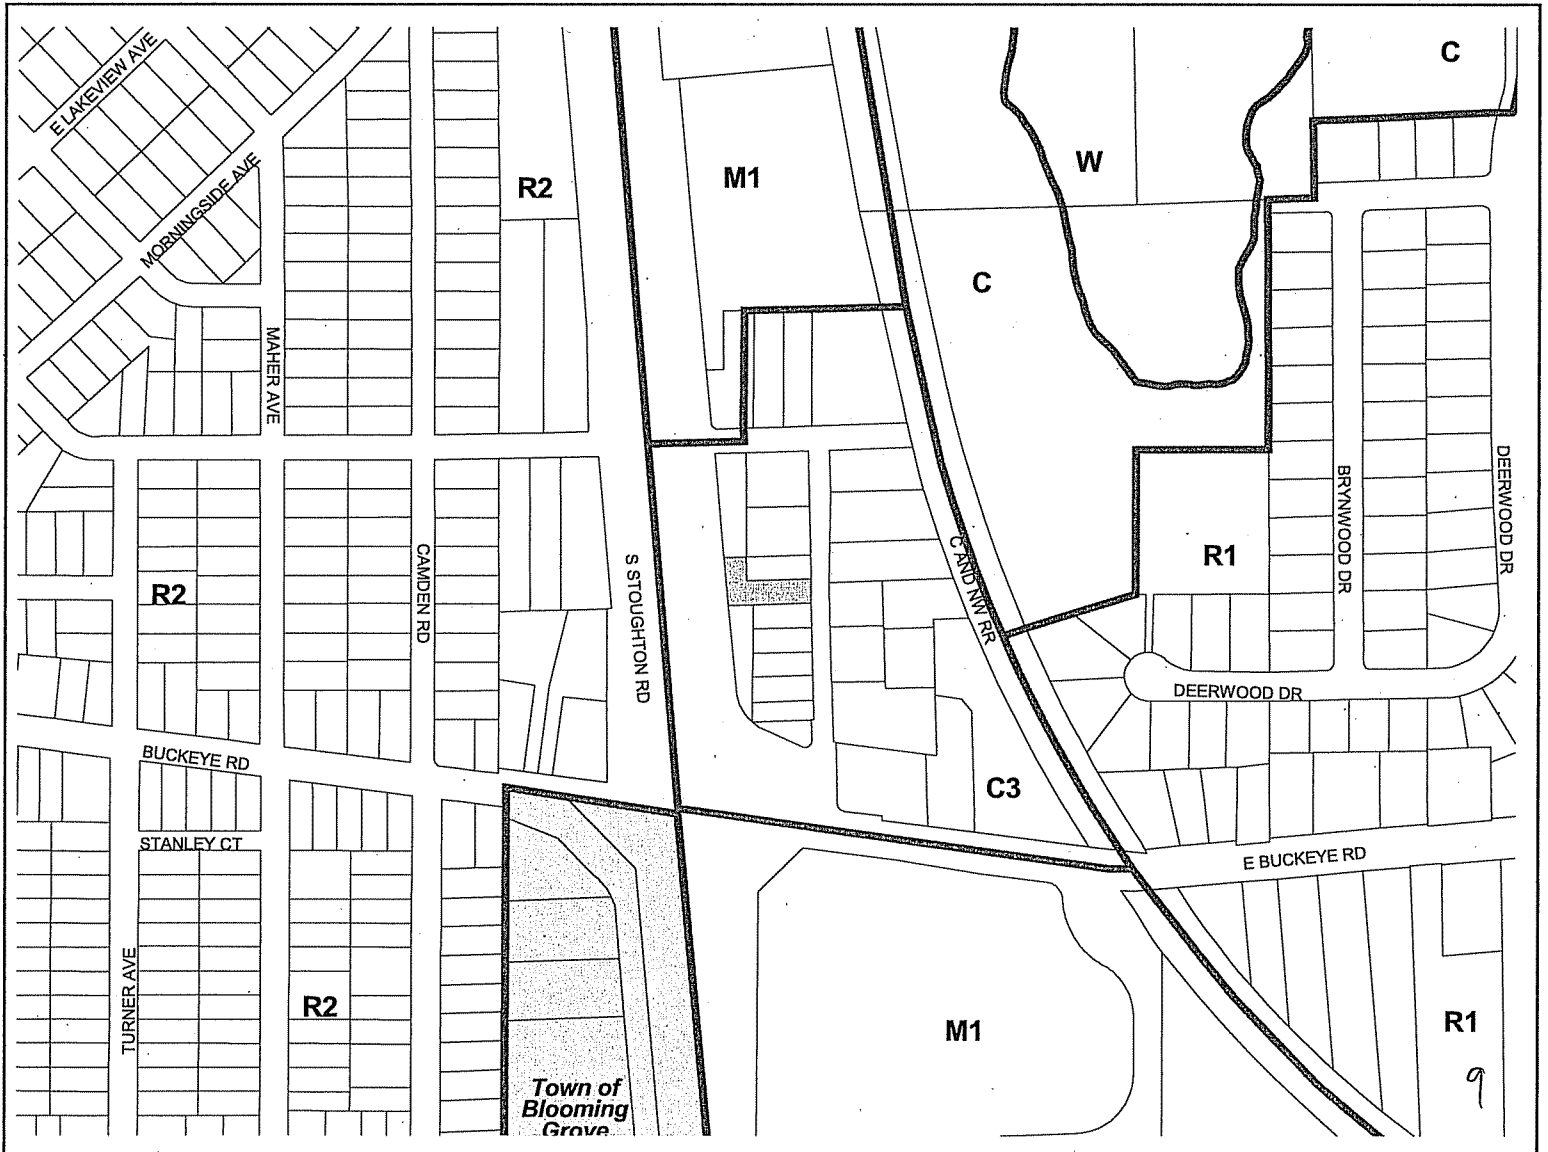 E LAKEVIEW AVE
C
W
M1
R2
MORNINGSIDE AVE
C
MAHER AVE
DEERWOOD DR
BRYNWOOD DR
CAMDEN RD
C AND NW RR
R1
S STOUGHTON RD
R2
DEERWOOD DR
BUCKEYE RD
C3
STANLEY CT
E BUCKEYE RD
TURNER AVE
R2
M1
R1
9
Town of
Blooming
Grove